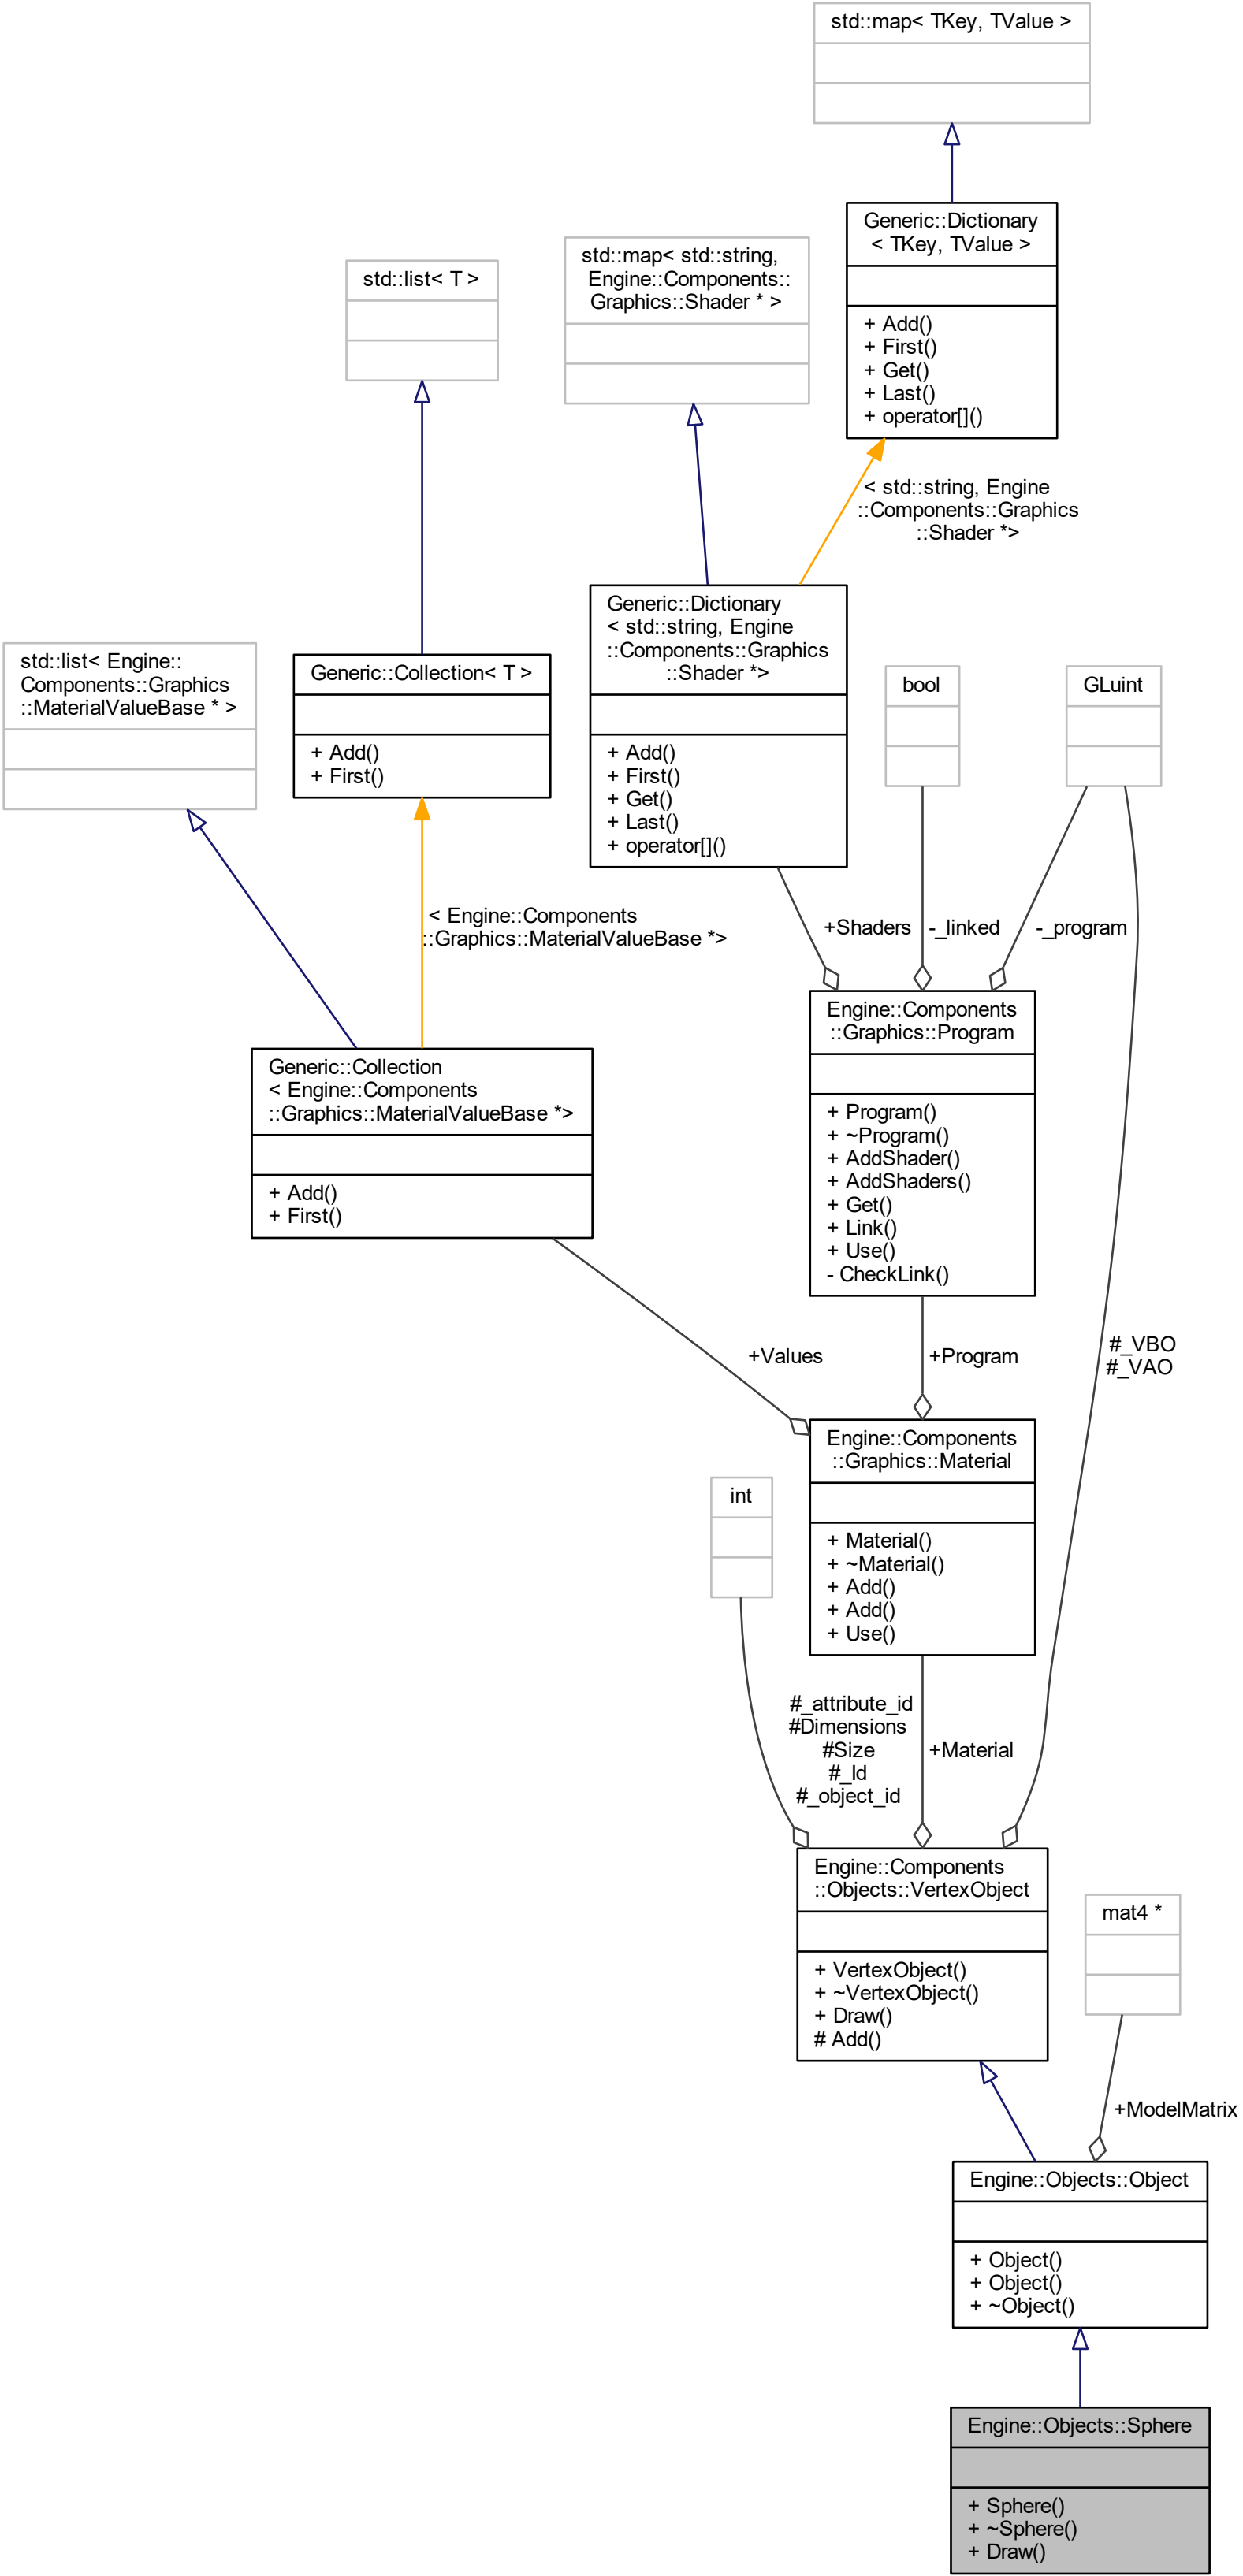 std::map< TKey, TValue >
Generic::Dictionary
< TKey, TValue >
+ Add()
+ First()
+ Get()
+ Last()
+ operator[]()
std::map< std::string,
Engine::Components::
Graphics::Shader * >
std::list< T >
< std::string, Engine
::Components::Graphics
::Shader *>
Generic::Dictionary
< std::string, Engine
::Components::Graphics
::Shader *>
+ Add()
+ First()
+ Get()
+ Last()
+ operator[]()
std::list< Engine::
Components::Graphics
::MaterialValueBase * >
Generic::Collection< T >
+ Add()
+ First()
bool
GLuint
< Engine::Components
::Graphics::MaterialValueBase *>
+Shaders
-_linked
-_program
Generic::Collection
< Engine::Components
::Graphics::MaterialValueBase *>
+ Add()
+ First()
Engine::Components
::Graphics::Program
+ Program()
+ ~Program()
+ AddShader()
+ AddShaders()
+ Get()
+ Link()
+ Use()
- CheckLink()
+Values
+Program
#_VBO
#_VAO
Engine::Components
::Graphics::Material
+ Material()
+ ~Material()
+ Add()
+ Add()
+ Use()
int
#_attribute_id
#Dimensions
#Size
#_Id
#_object_id
+Material
Engine::Components
::Objects::VertexObject
+ VertexObject()
+ ~VertexObject()
+ Draw()
# Add()
mat4 *
+ModelMatrix
Engine::Objects::Object
+ Object()
+ Object()
+ ~Object()
Engine::Objects::Sphere
+ Sphere()
+ ~Sphere()
+ Draw()